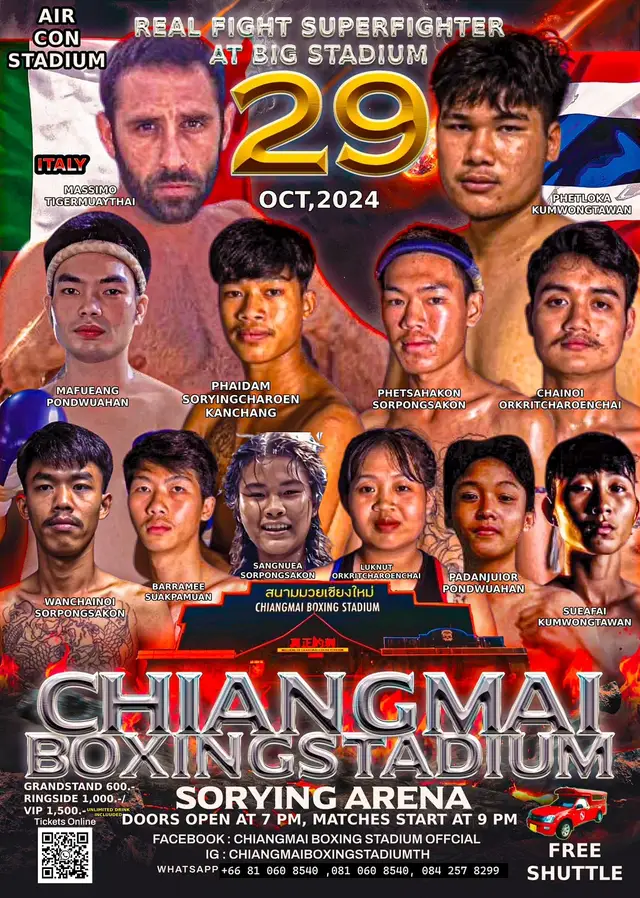 AIR
CON
STADIUM
REAL FIGHT SUPERFIGHTER
AT BIG STADIUM
29
OCT,2024
ITALY
MASSIMO
TIGERMUAYTHAI
PHETLOKA
KUMWONGTAWAN
MAFUEANG
PONDWUAHAN
PHAIDAM
SORYINGCHAROEN
KANCHANG
PHETSAHAKON
SORPONGSAKON
CHAINOI
ORKRITCHAROENCHAI
WANCHAINOI
SORPONGSAKON
BARRAMEE
SUAKPAMUAN
SANGNUEA
SORPONGSAKON
LUKNUT
ORKRITCHAROENCHAI
PADANJUIOR
PONDWUAHAN
SUEAFAI
KUMWONGTAWAN
สนามมวยเชียงใหม่
CHIANGMAI BOXING STADIUM
CHIANGMAI
BOXINGSTADIUM
GRANDSTAND 600.-
RINGSIDE 1,000.-/
VIP 1,500.- UNLIMITED DRINK
INCLUUDED
Tickets Online
SORYING ARENA
DOORS OPEN AT 7 PM, MATCHES START AT 9 PM
FACEBOOK : CHIANGMAI BOXING STADIUM OFFCIAL
IG : CHIANGMAIBOXINGSTADIUMTH
WHATSAPP +66 81 060 8540 ,081 060 8540, 084 257 8299
FREE
SHUTTLE